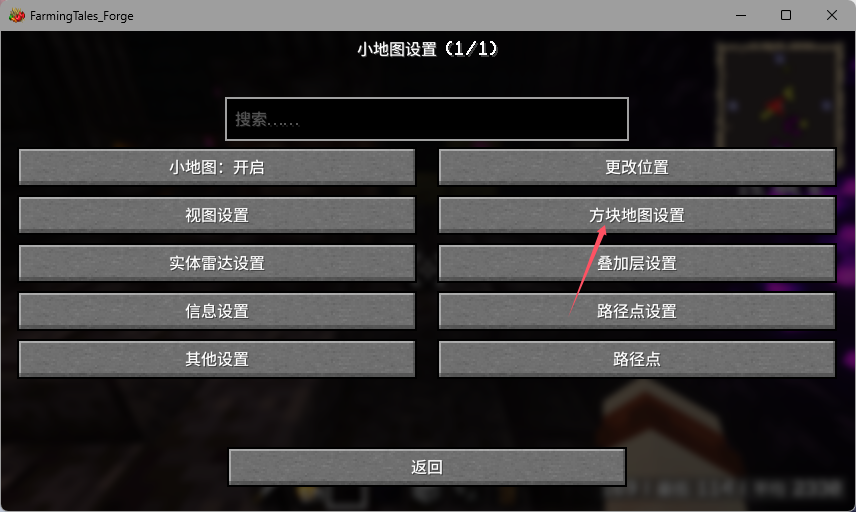 FarmingTales_Forge
小地图设置 (1/1)
搜索……
小地图：开启
更改位置
视图设置
方块地图设置
实体雷达设置
叠加层设置
信息设置
路径点设置
其他设置
路径点
返回